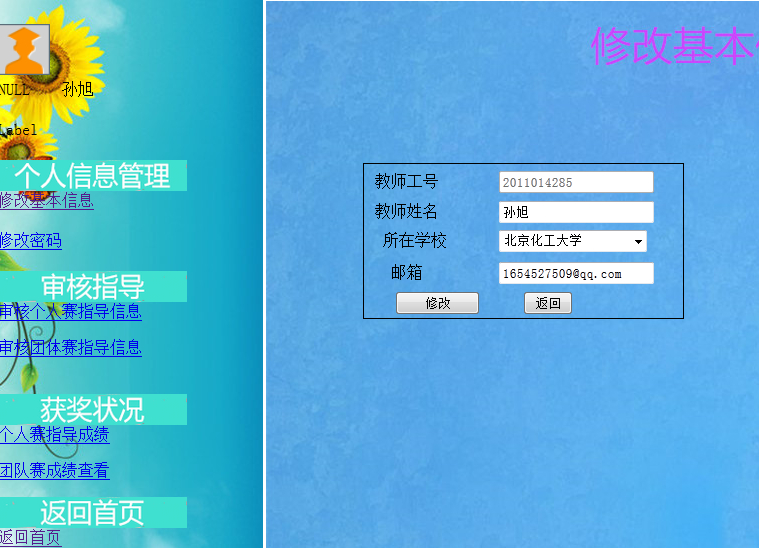 NULL 孙旭
Label
个人信息管理
修改基本信息
修改密码
审核指导
审核个人赛指导信息
审核团体赛指导信息
获奖状况
个人赛指导成绩
团队赛成绩查看
返回首页
返回首页
修改基本
教师工号 2011014285
教师姓名 孙旭
所在学校 北京化工大学
邮箱 1654527509@qq.com
修改 返回